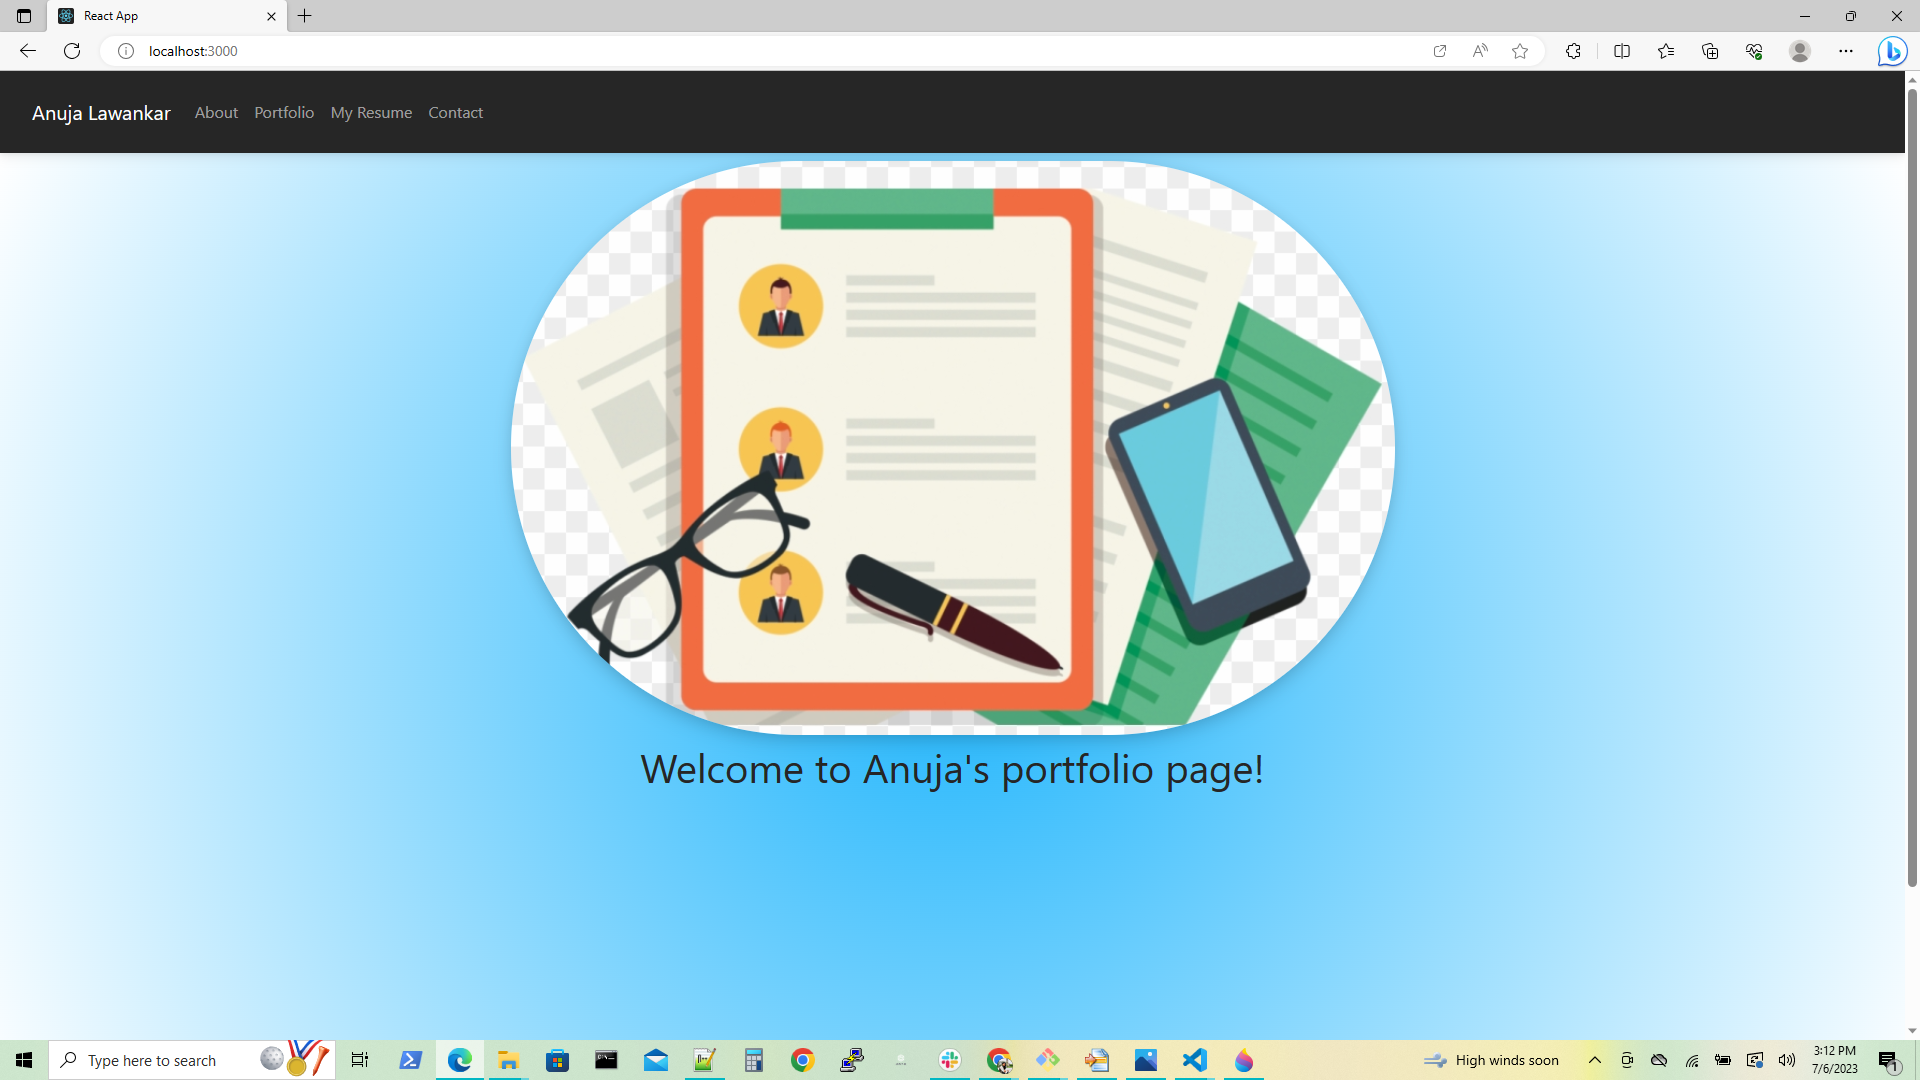 React App
localhost:3000
Anuja Lawankar About Portfolio My Resume Contact
Welcome to Anuja's portfolio page!
Type here to search
High winds soon
3:12 PM
7/6/2023
1